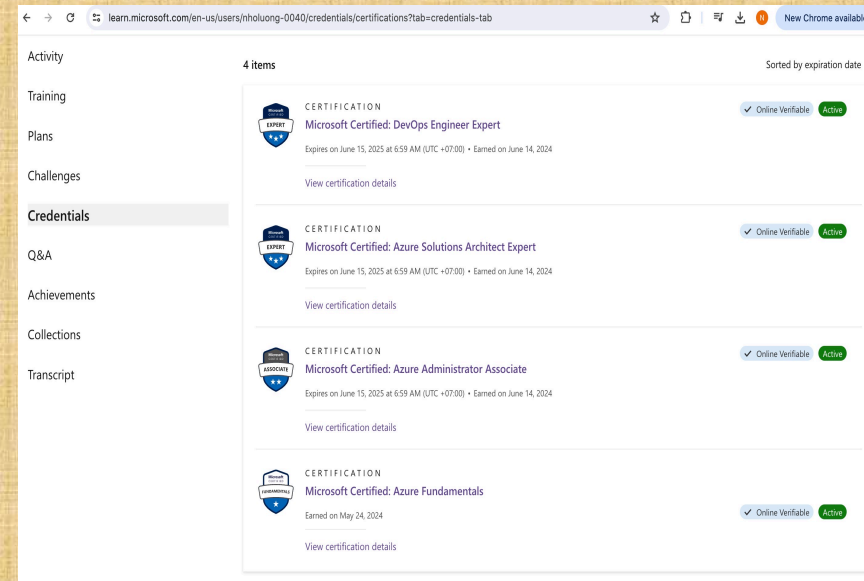 learn.microsoft.com/en-us/users/nholuong-0040/credentials/certifications?tab=credentials-tab
N
New Chrome available
Activity
Training
Plans
Challenges
Credentials
Q&A
Achievements
Collections
Transcript
4 items
Sorted by expiration date
EXPERT
CERTIFICATION
Microsoft Certified: DevOps Engineer Expert
Expires on June 15, 2025 at 6:59 AM (UTC +07:00) • Earned on June 14, 2024
View certification details
Online Verifiable
Active
EXPERT
CERTIFICATION
Microsoft Certified: Azure Solutions Architect Expert
Expires on June 15, 2025 at 6:59 AM (UTC +07:00) • Earned on June 14, 2024
View certification details
Online Verifiable
Active
ASSOCIATE
CERTIFICATION
Microsoft Certified: Azure Administrator Associate
Expires on June 15, 2025 at 6:59 AM (UTC +07:00) • Earned on June 14, 2024
View certification details
Online Verifiable
Active
FUNDAMENTALS
CERTIFICATION
Microsoft Certified: Azure Fundamentals
Earned on May 24, 2024
View certification details
Online Verifiable
Active